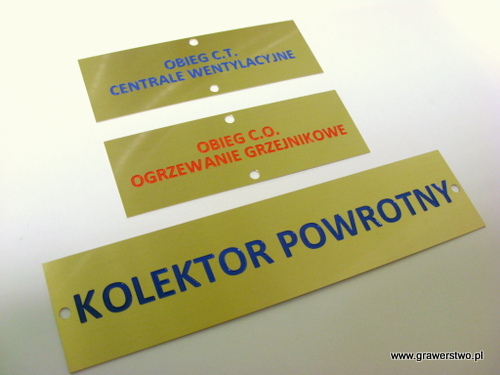 OBIEG C.T.
CENTRALE WENTYLACYJNE
OBIEG C.O.
OGRZEWANIE GRZEJNIKOWE
KOLEKTOR POWROTNY
www.grawerstwo.pl